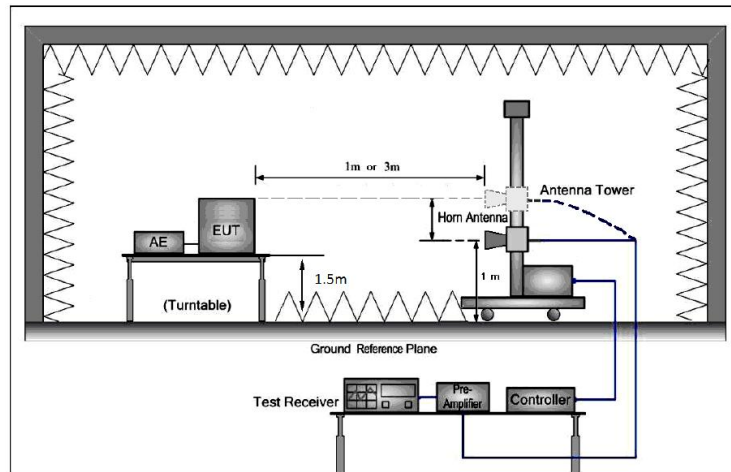 1m or 3m
Antenna Tower
Horn Antenna
AE
EUT
1.5m
1 m
(Turntable)
Ground Reference Plane
Test Receiver
Pre-
Amplifier
Controller